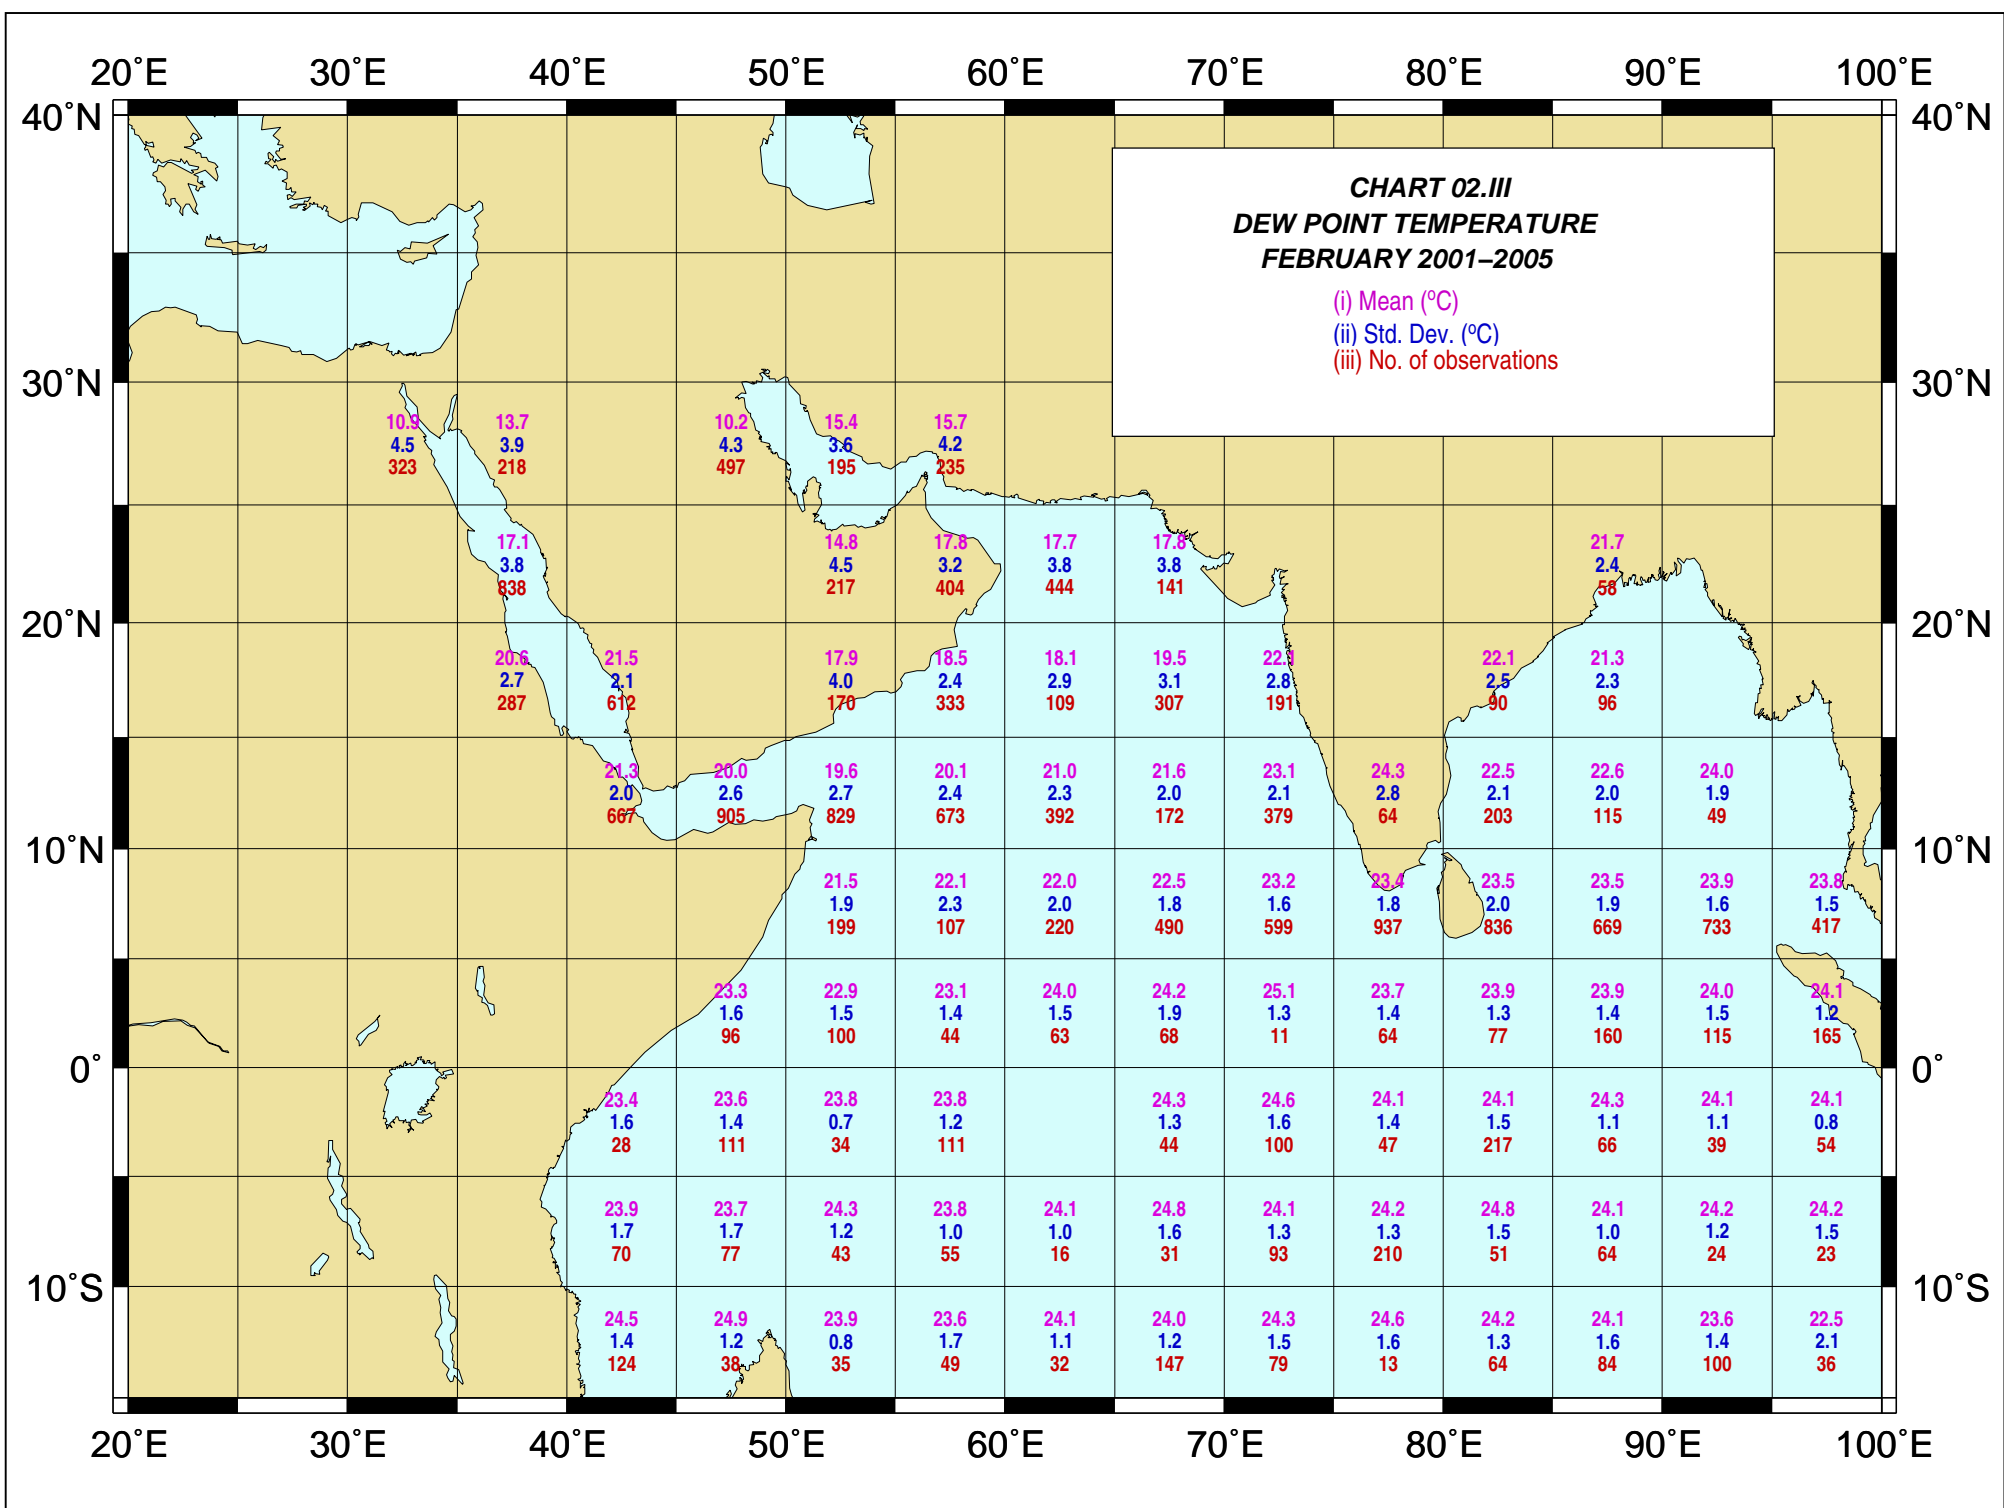 20˚E 30˚E 40˚E 50˚E 60˚E 70˚E 80˚E 90˚E 100˚E
40˚N 40˚N
CHART 02.III
DEW POINT TEMPERATURE
FEBRUARY 2001–2005
(i) Mean (ºC)
(ii) Std. Dev. (ºC)
(iii) No. of observations
30˚N 30˚N
10.9 13.7 10.2 15.4 15.7
4.5 3.9 4.3 3.6 4.2
323 218 497 195 235
17.1 14.8 17.8 17.7 17.8 21.7
3.8 4.5 3.2 3.8 3.8 2.4
838 217 404 444 141 58
20˚N 20˚N
20.6 21.5 17.9 18.5 18.1 19.5 22.1 22.1 21.3
2.7 2.1 4.0 2.4 2.9 3.1 2.8 2.5 2.3
287 612 170 333 109 307 191 90 96
21.3 20.0 19.6 20.1 21.0 21.6 23.1 24.3 22.5 22.6 24.0
2.0 2.6 2.7 2.4 2.3 2.0 2.1 2.8 2.1 2.0 1.9
667 905 829 673 392 172 379 64 203 115 49
10˚N 10˚N
21.5 22.1 22.0 22.5 23.2 23.4 23.5 23.5 23.9 23.8
1.9 2.3 2.0 1.8 1.6 1.8 2.0 1.9 1.6 1.5
199 107 220 490 599 937 836 669 733 417
23.3 22.9 23.1 24.0 24.2 25.1 23.7 23.9 23.9 24.0 24.1
1.6 1.5 1.4 1.5 1.9 1.3 1.4 1.3 1.4 1.5 1.2
96 100 44 63 68 11 64 77 160 115 165
0˚ 0˚
23.4 23.6 23.8 23.8 24.3 24.6 24.1 24.1 24.3 24.1 24.1
1.6 1.4 0.7 1.2 1.3 1.6 1.4 1.5 1.1 1.1 0.8
28 111 34 111 44 100 47 217 66 39 54
23.9 23.7 24.3 23.8 24.1 24.8 24.1 24.2 24.8 24.1 24.2 24.2
1.7 1.7 1.2 1.0 1.0 1.6 1.3 1.3 1.5 1.0 1.2 1.5
70 77 43 55 16 31 93 210 51 64 24 23
10˚S 10˚S
24.5 24.9 23.9 23.6 24.1 24.0 24.3 24.6 24.2 24.1 23.6 22.5
1.4 1.2 0.8 1.7 1.1 1.2 1.5 1.6 1.3 1.6 1.4 2.1
124 38 35 49 32 147 79 13 64 84 100 36
20˚E 30˚E 40˚E 50˚E 60˚E 70˚E 80˚E 90˚E 100˚E